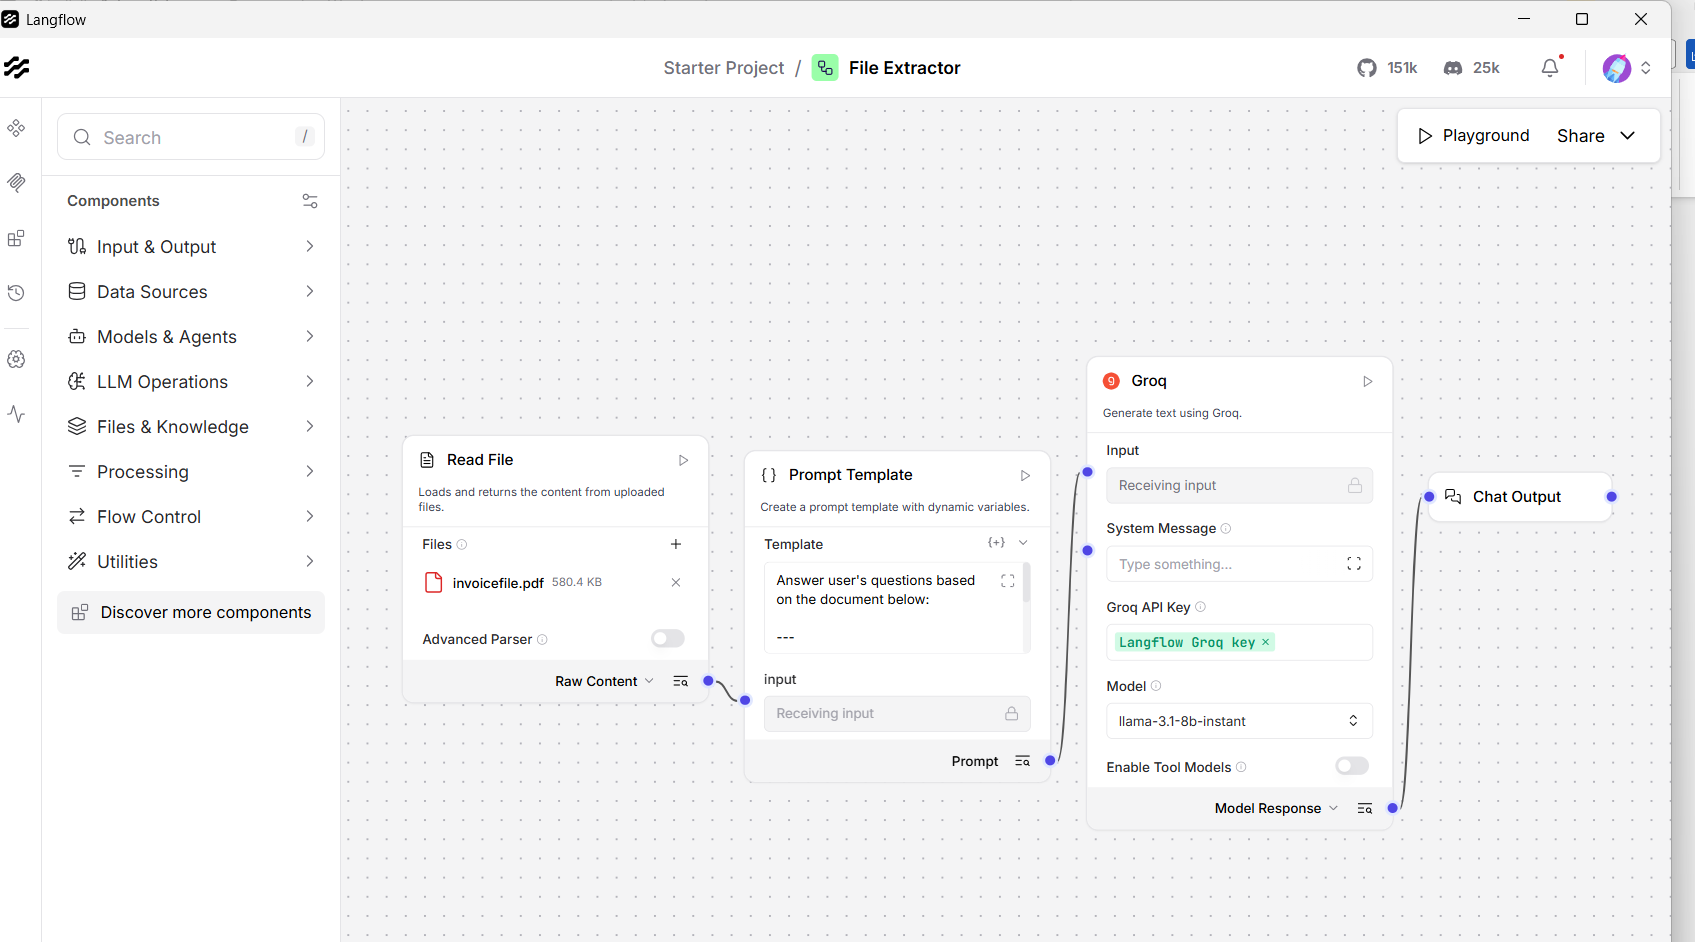 Langflow
Starter Project / File Extractor
151k
25k
Search
/
Playground
Share
Components
Input & Output
Data Sources
Models & Agents
LLM Operations
Files & Knowledge
Processing
Flow Control
Utilities
Discover more components
Read File
Loads and returns the content from uploaded
files.
Files
invoicefile.pdf 580.4 KB
Advanced Parser
Raw Content
Prompt Template
Create a prompt template with dynamic variables.
Template
Answer user's questions based
on the document below:
---
input
Receiving input
Prompt
Groq
Generate text using Groq.
Input
Receiving input
System Message
Type something...
Groq API Key
Langflow Groq key ×
Model
llama-3.1-8b-instant
Enable Tool Models
Model Response
Chat Output